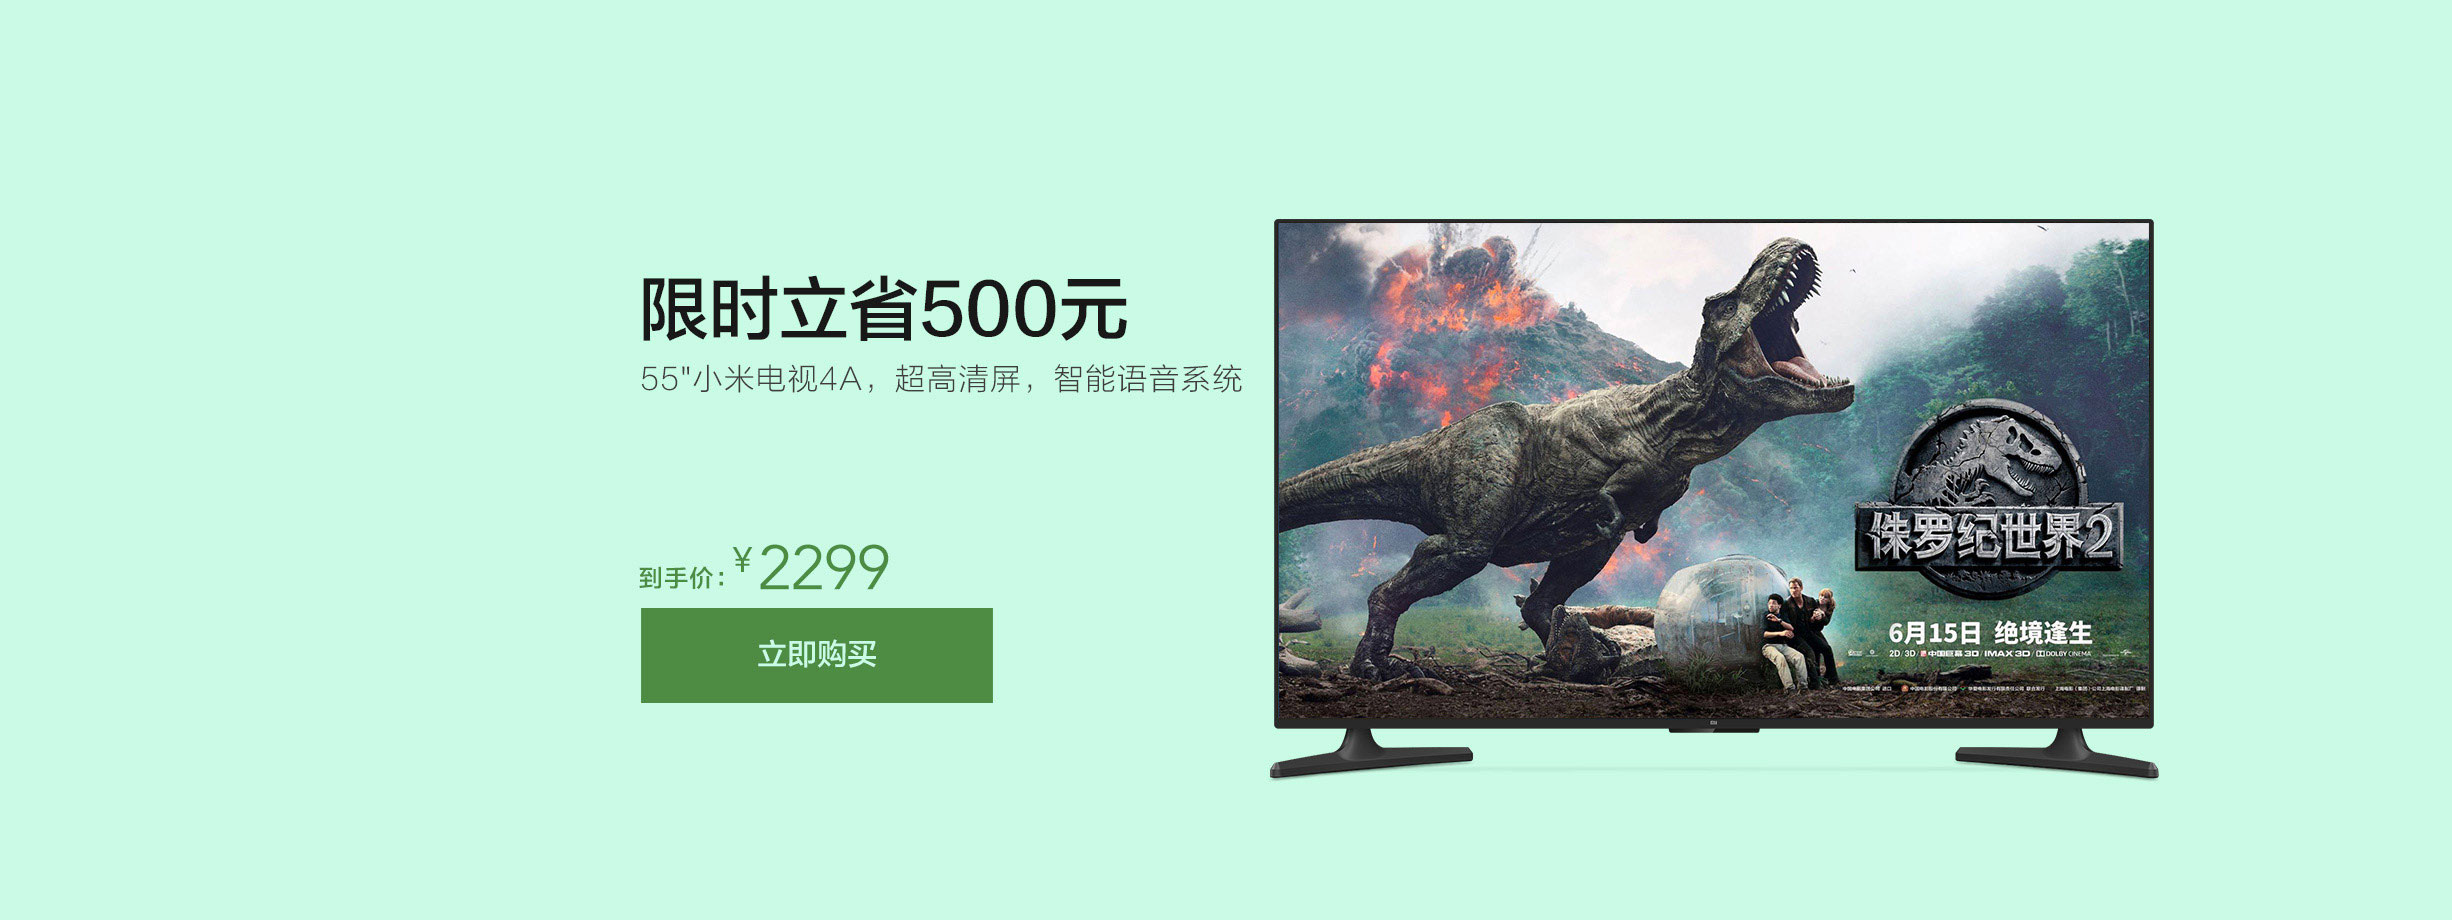 限时立省500元
55"小米电视4A，超高清屏，智能语音系统
到手价：¥2299
立即购买
侏罗纪世界2
6月15日 绝境逢生
2D/3D/中国巨幕3D/IMAX 3D/DOLBY CINEMA